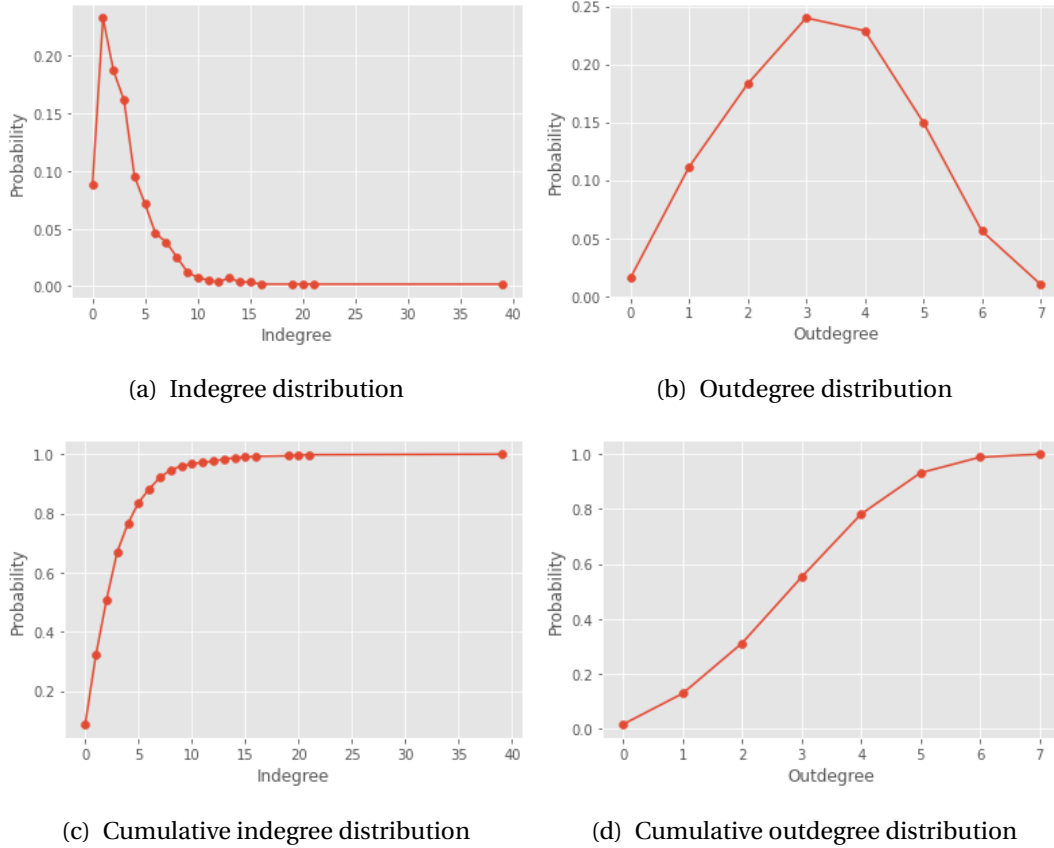 0.20
0.15
0.10
0.05
0.00
Probability
0 5 10 15 20 25 30 35 40
Indegree
(a) Indegree distribution
0.25
0.20
0.15
0.10
0.05
0.00
Probability
0 1 2 3 4 5 6 7
Outdegree
(b) Outdegree distribution
1.0
0.8
0.6
0.4
0.2
Probability
0 5 10 15 20 25 30 35 40
Indegree
(c) Cumulative indegree distribution
1.0
0.8
0.6
0.4
0.2
0.0
Probability
0 1 2 3 4 5 6 7
Outdegree
(d) Cumulative outdegree distribution